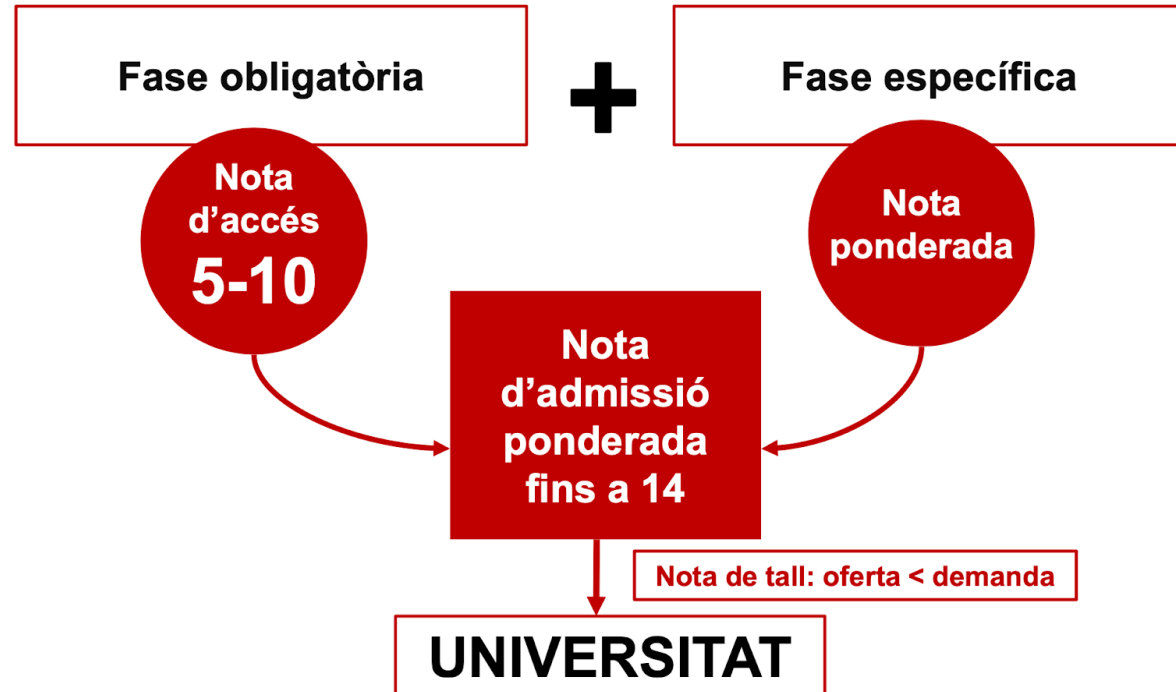 Fase obligatòria
+
Fase específica
Nota
d’accés
5-10
Nota
ponderada
Nota
d’admissió
ponderada
fins a 14
Nota de tall: oferta < demanda
UNIVERSITAT